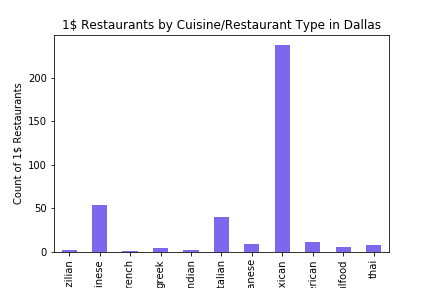 1$ Restaurants by Cuisine/Restaurant Type in Dallas
Count of 1$ Restaurants
200
150
100
50
0
zilian
inese
rench
greek
ndian
talian
anese
xican
rican
lfood
thai